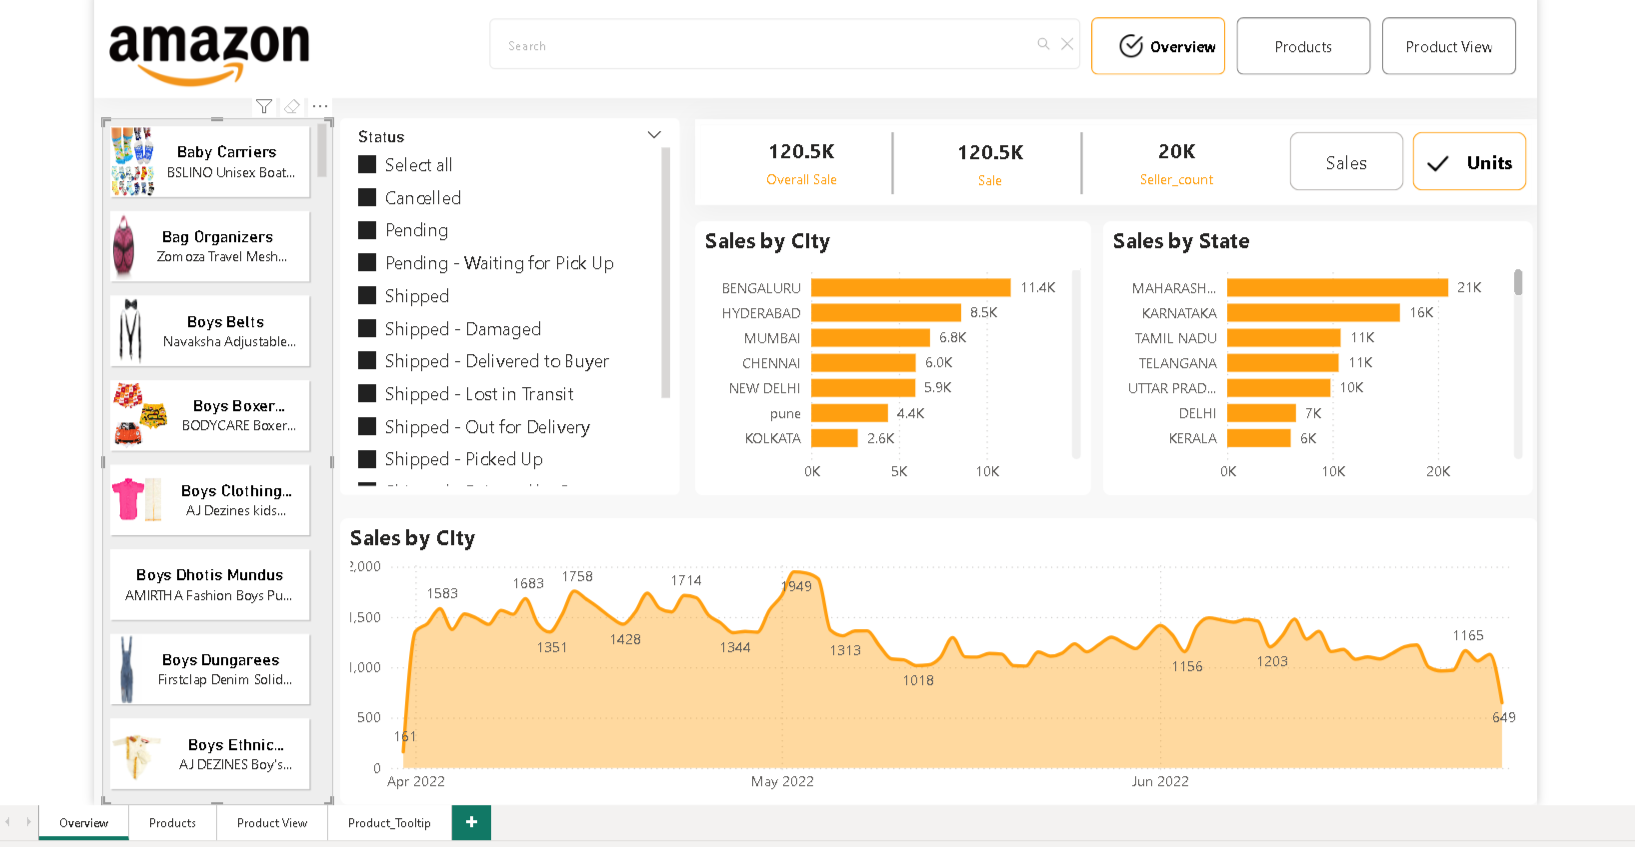 amazon
Search
Overview
Products
Product View
Baby Carriers
BSLINO Unisex Boat...
Bag Organizers
Zomoza Travel Mesh...
Boys Belts
Navaksha Adjustable...
Boys Boxer...
BODYCARE Boxer...
Boys Clothing...
AJ Dezines kids...
Boys Dhotis Mundus
AMIRTHA Fashion Boys Pu...
Boys Dungarees
Firstclap Denim Solid...
Boys Ethnic...
AJ DEZINES Boy's...
Status
Select all
Cancelled
Pending
Pending - Waiting for Pick Up
Shipped
Shipped - Damaged
Shipped - Delivered to Buyer
Shipped - Lost in Transit
Shipped - Out for Delivery
Shipped - Picked Up
120.5K
Overall Sale
120.5K
Sale
20K
Seller_count
Sales
Units
Sales by CIty
BENGALURU 11.4K
HYDERABAD 8.5K
MUMBAI 6.8K
CHENNAI 6.0K
NEW DELHI 5.9K
pune 4.4K
KOLKATA 2.6K
0K 5K 10K
Sales by State
MAHARASH... 21K
KARNATAKA 16K
TAMIL NADU 11K
TELANGANA 11K
UTTAR PRAD... 10K
DELHI 7K
KERALA 6K
0K 10K 20K
Sales by CIty
2,000
1,500
1,000
500
0
161
1583
1683
1351
1758
1428
1714
1344
1949
1313
1018
1156
1203
1165
649
Apr 2022 May 2022 Jun 2022
Overview Products Product View Product_Tooltip +